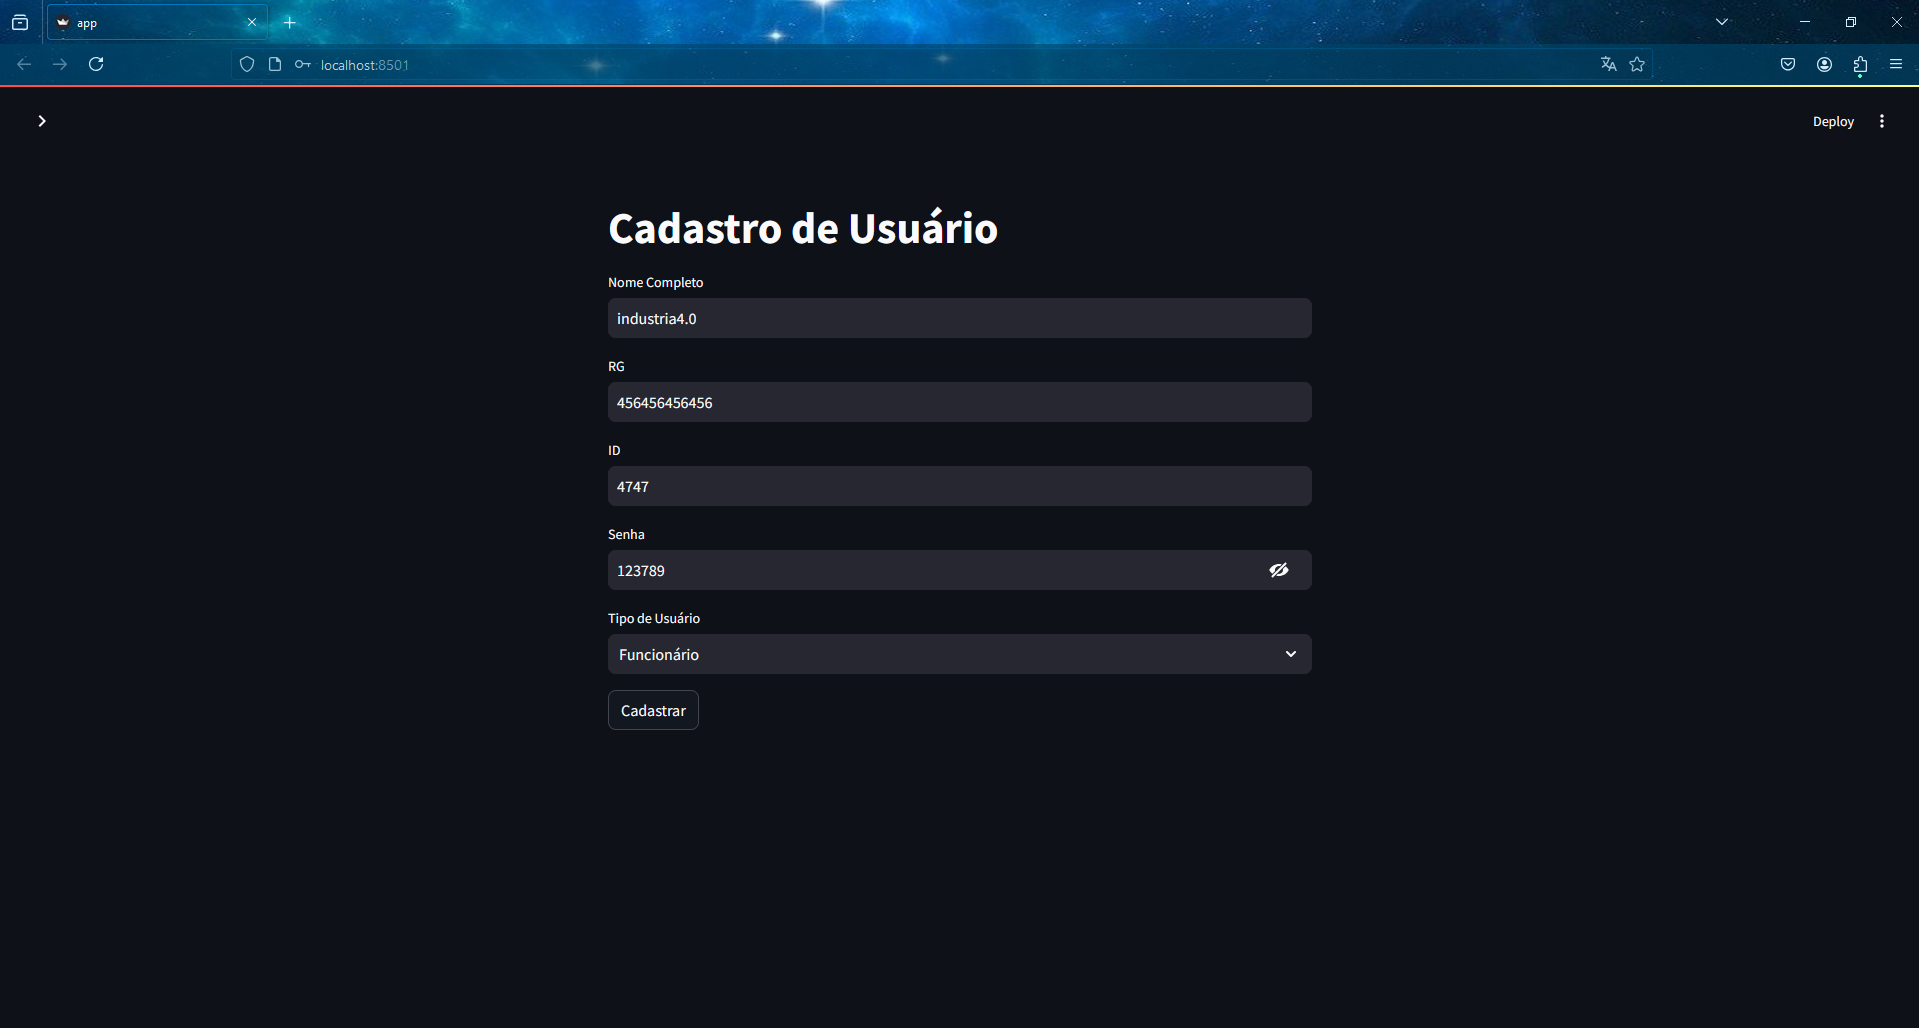 app
localhost:8501
Deploy
Cadastro de Usuário
Nome Completo
industria4.0
RG
456456456456
ID
4747
Senha
123789
Tipo de Usuário
Funcionário
Cadastrar